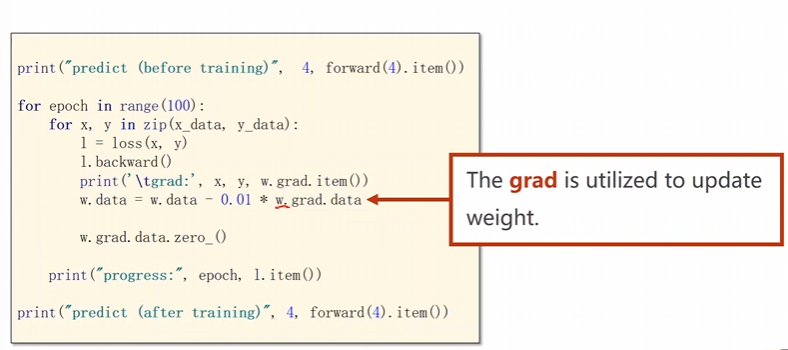 print("predict (before training)",  4, forward(4).item())
for epoch in range(100):
    for x, y in zip(x_data, y_data):
        l = loss(x, y)
        l.backward()
        print('\tgrad:', x, y, w.grad.item())
        w.data = w.data - 0.01 * w.grad.data
        w.grad.data.zero_()
    print("progress:", epoch, l.item())
print("predict (after training)", 4, forward(4).item())
The grad is utilized to update
weight.